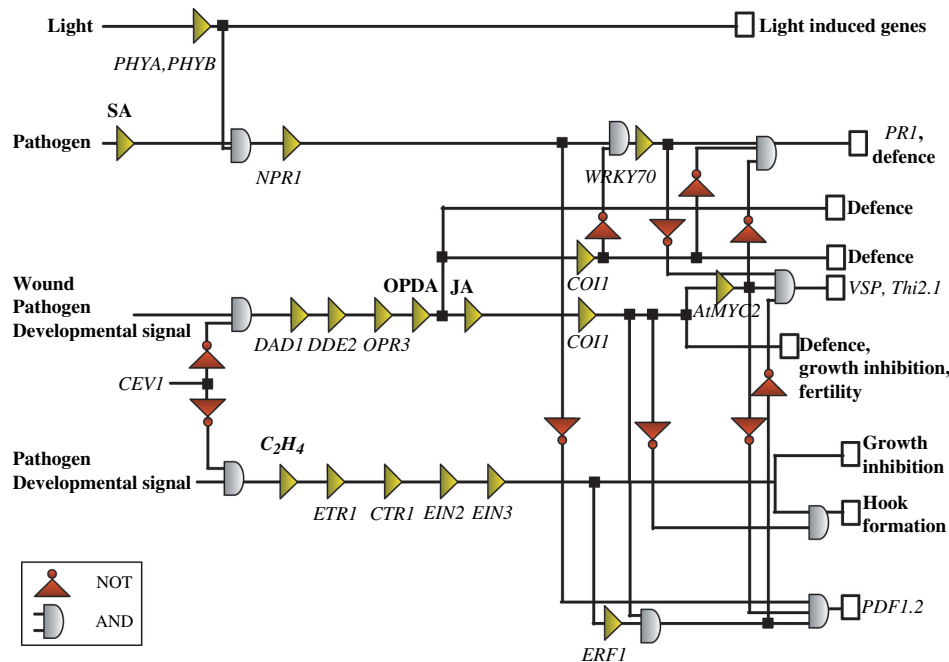 Light
PHYA,PHYB
Light induced genes
SA
Pathogen
NPR1
WRKY70
PR1,
defence
Defence
COI1
Defence
Wound
Pathogen
Developmental signal
DAD1
DDE2
OPR3
OPDA
JA
COI1
AtMYC2
VSP, Thi2.1
Defence,
growth inhibition,
fertility
CEV1
Pathogen
Developmental signal
C2H4
ETR1
CTR1
EIN2
EIN3
Growth
inhibition
Hook
formation
ERF1
PDF1.2
NOT
AND